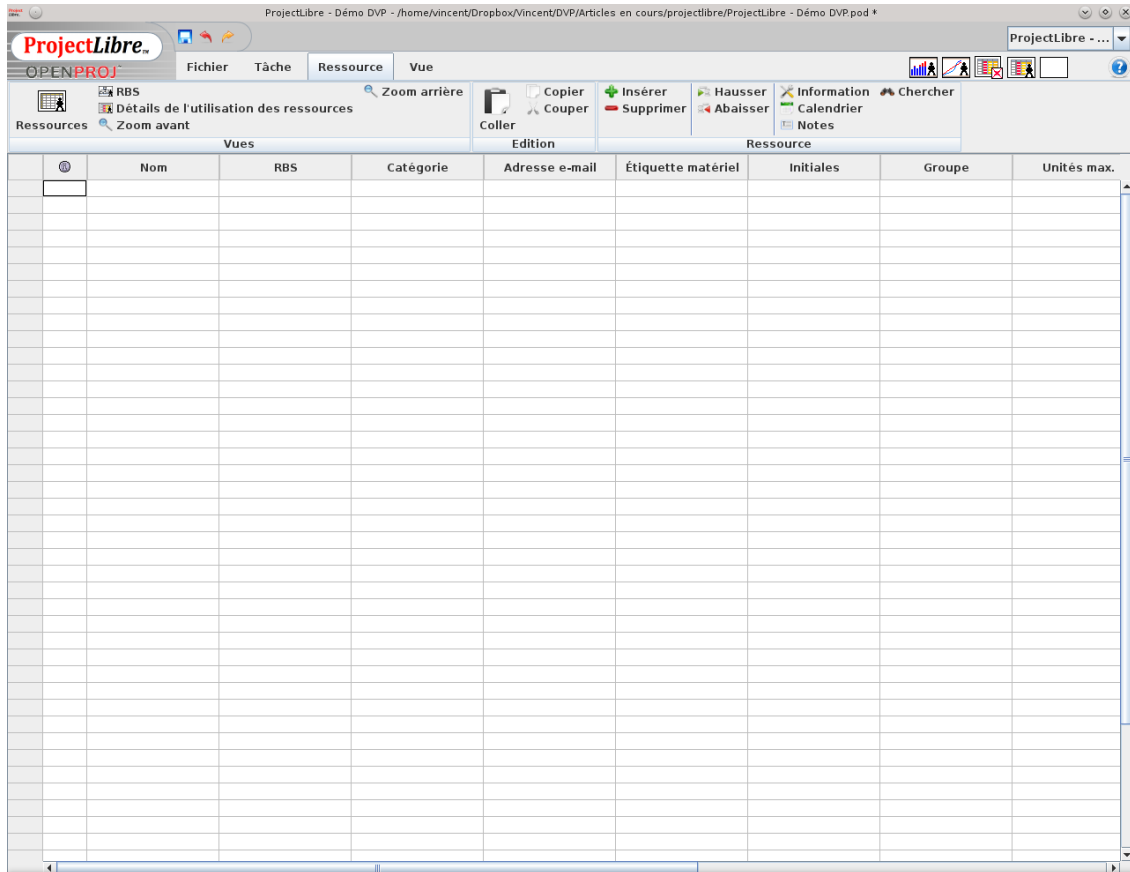 ProjectLibre - Démo DVP - /home/vincent/Dropbox/Vincent/DVP/Articles en cours/projectlibre/ProjectLibre - Démo DVP.pod *
ProjectLibre™
OPENPROJ
ProjectLibre - ...
Fichier Tâche Ressource Vue
Ressources
RBS
Détails de l'utilisation des ressources
Zoom avant
Zoom arrière
Vues
Coller
Copier
Couper
Edition
Insérer
Supprimer
Hausser
Abaisser
Information
Calendrier
Notes
Chercher
Ressource
Nom RBS Catégorie Adresse e-mail Étiquette matériel Initiales Groupe Unités max.